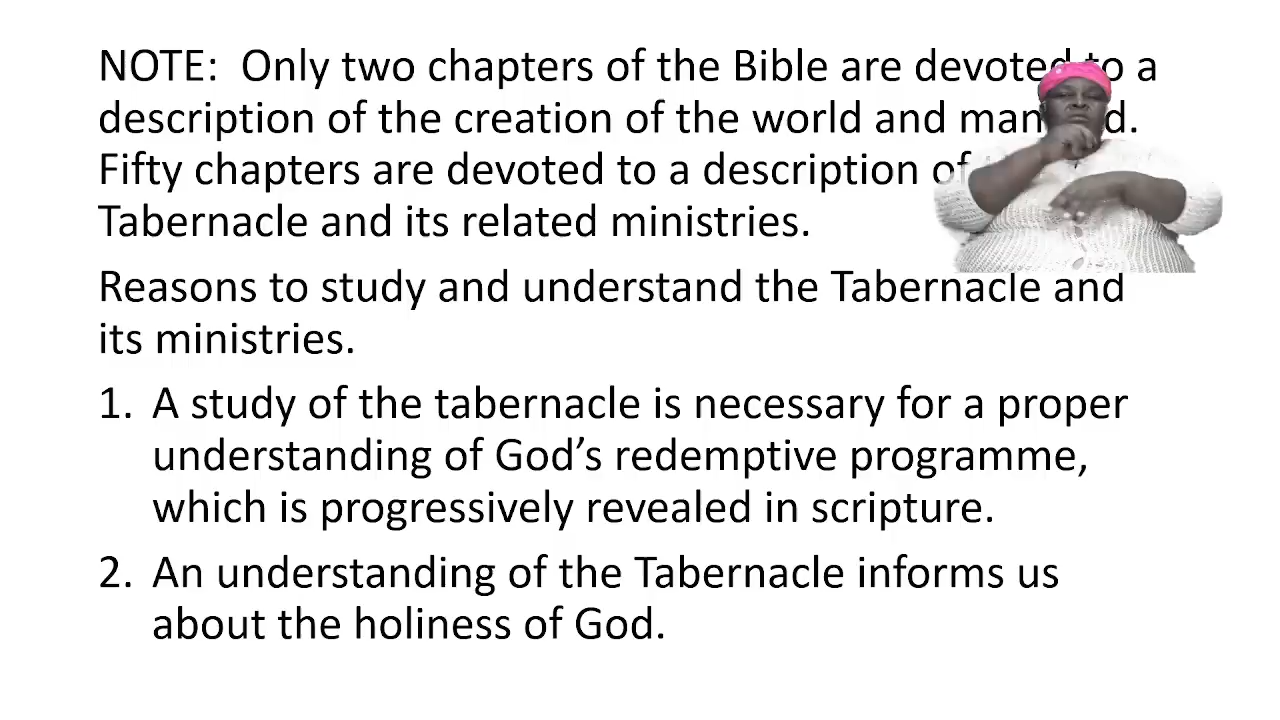 NOTE:  Only two chapters of the Bible are devoted to a
description of the creation of the world and
Fifty chapters are devoted to a description of
Tabernacle and its related ministries.
Reasons to study and understand the Tabernacle and
its ministries.
1. A study of the tabernacle is necessary for a proper
understanding of God’s redemptive programme,
which is progressively revealed in scripture.
2. An understanding of the Tabernacle informs us
about the holiness of God.